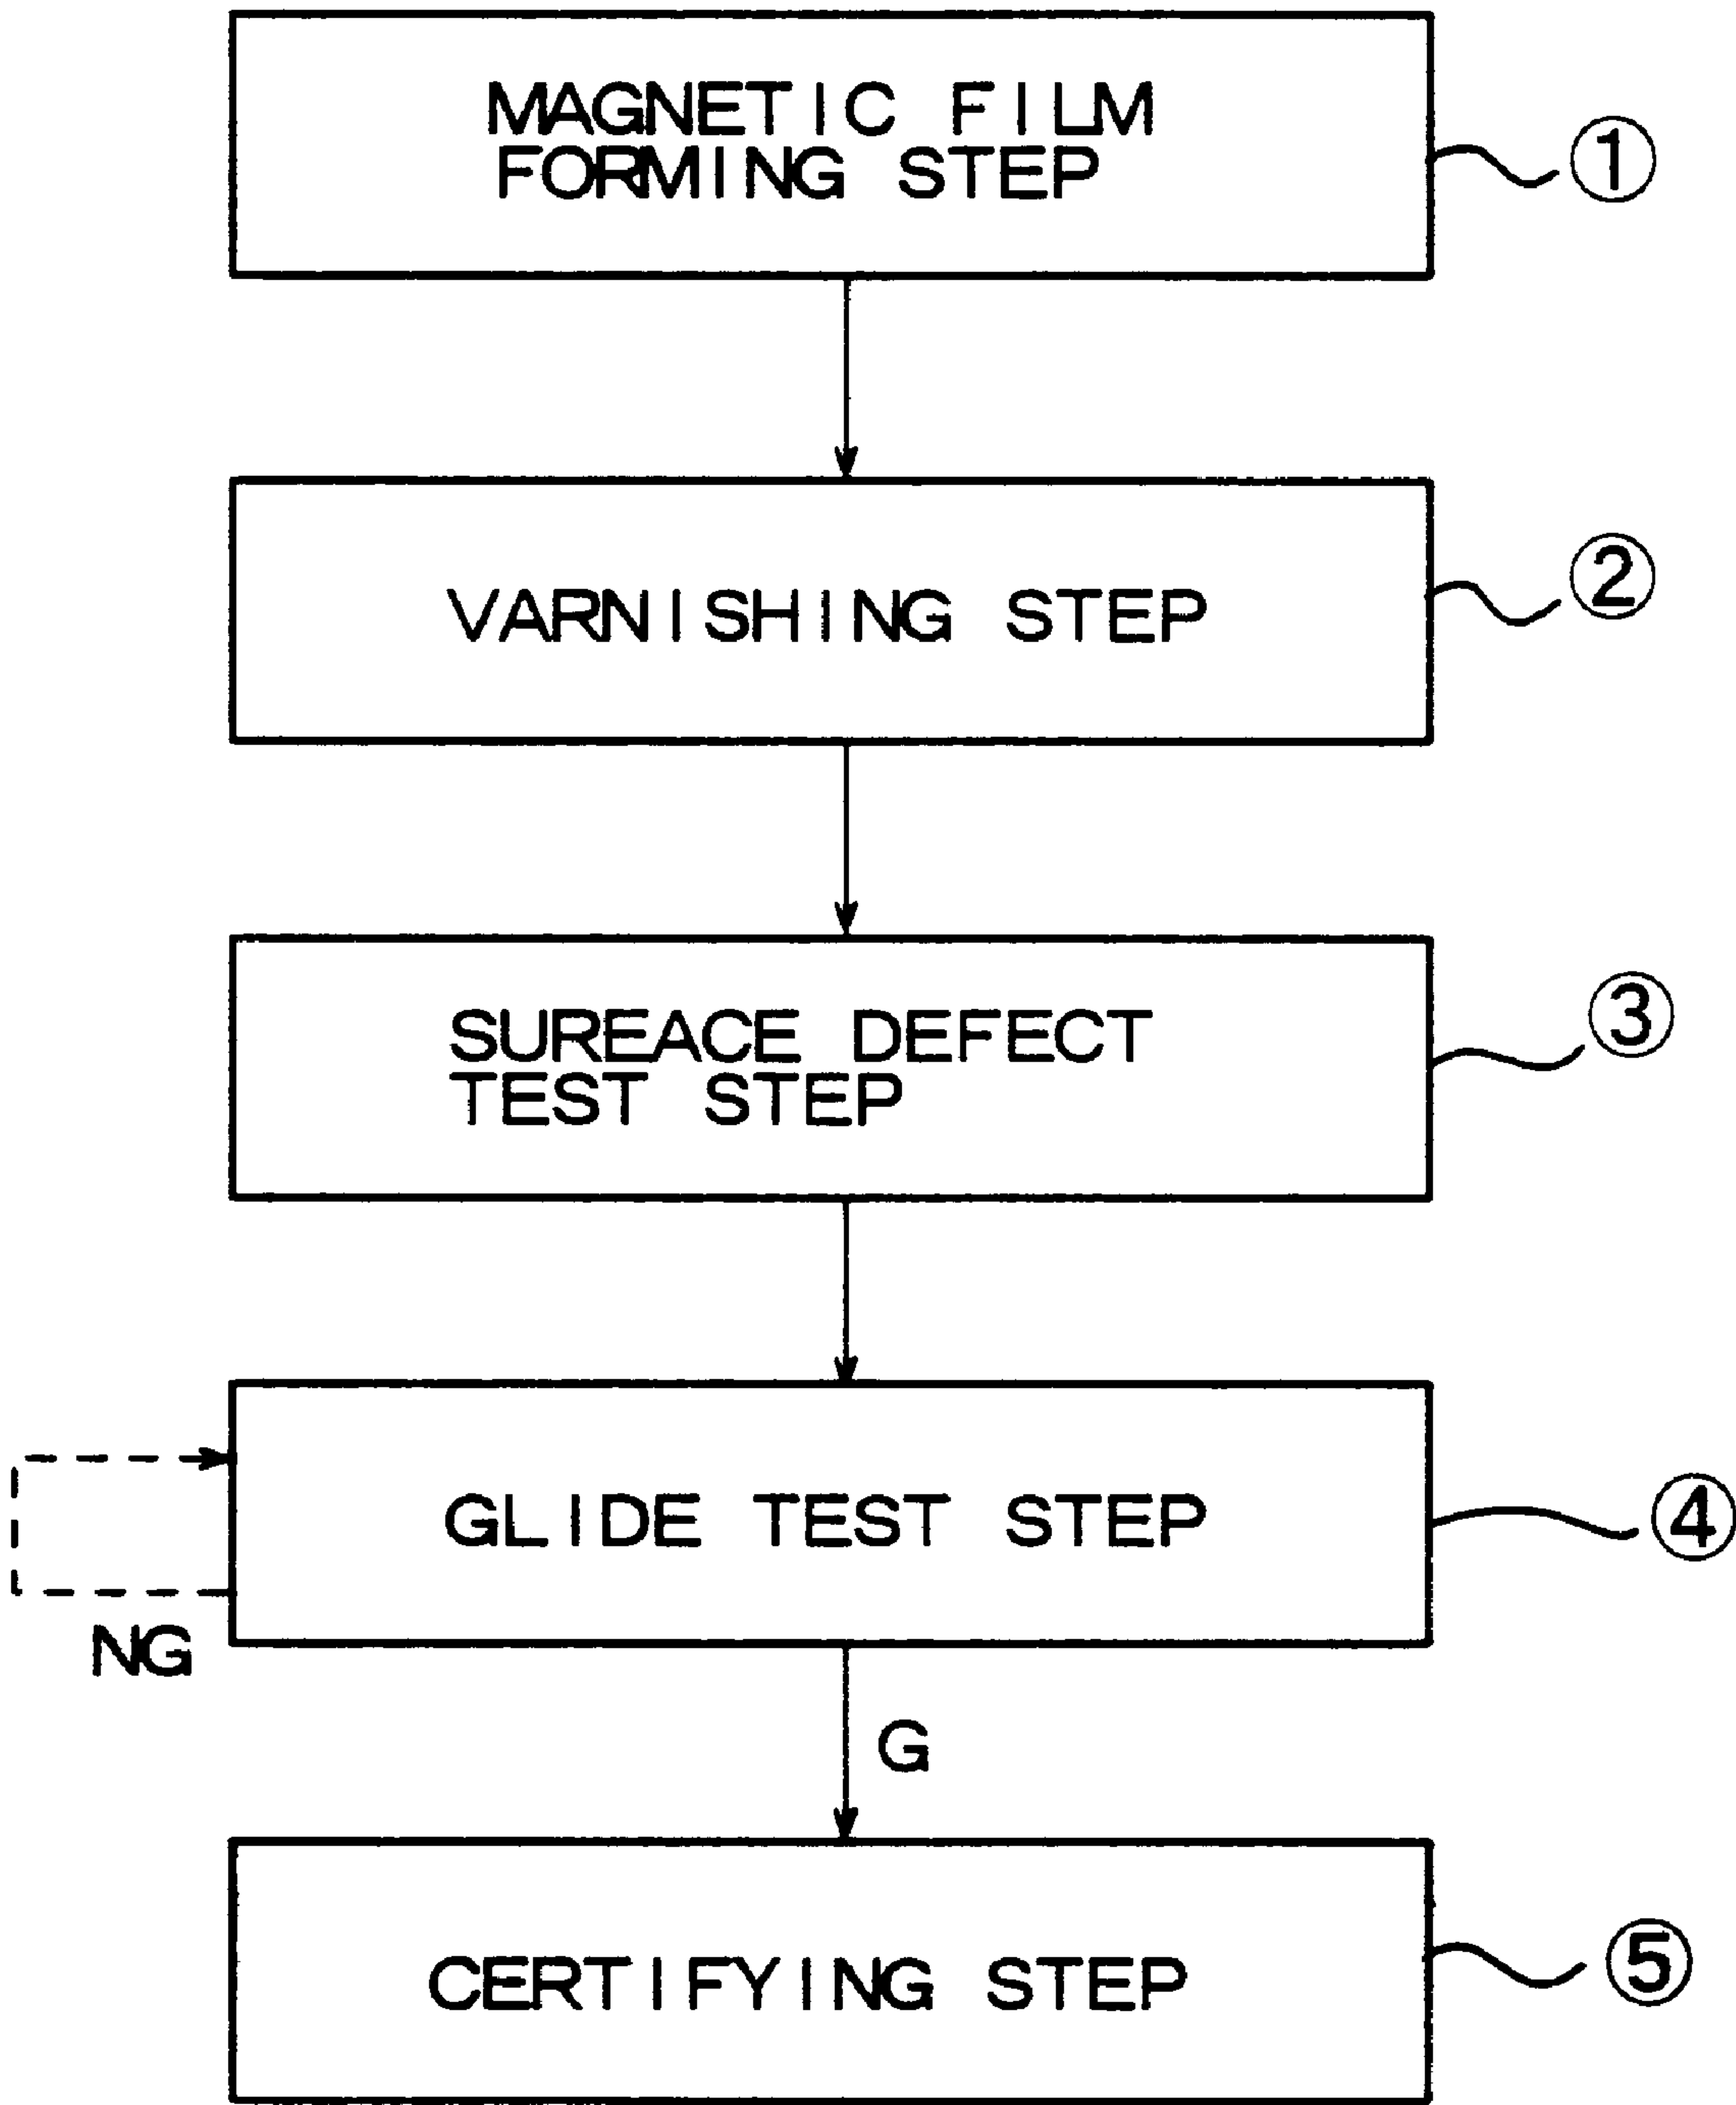 MAGNETIC FILM
FORMING STEP
①
VARNISHING STEP
②
SUREACE DEFECT
TEST STEP
③
GLIDE TEST STEP
④
NG
G
CERTIFYING STEP
⑤